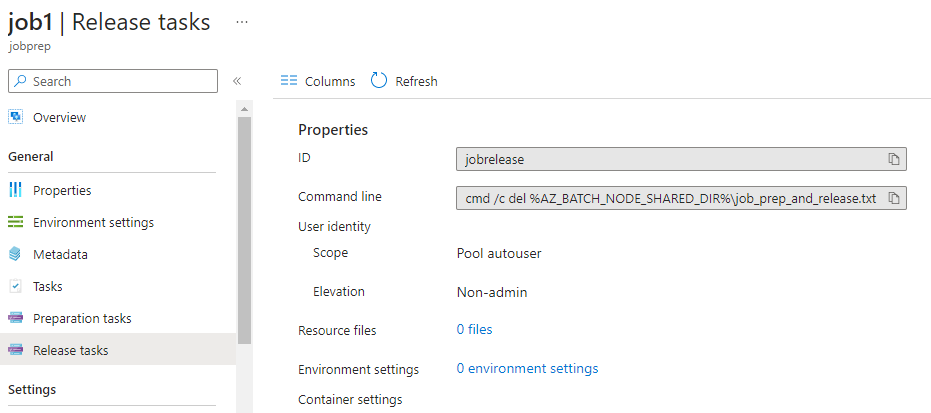 job1 | Release tasks ...
jobprep
Search «
Overview
General
Properties
Environment settings
Metadata
Tasks
Preparation tasks
Release tasks
Settings
Columns Refresh
Properties
ID jobrelease
Command line cmd /c del %AZ_BATCH_NODE_SHARED_DIR%\job_prep_and_release.txt
User identity
Scope Pool autouser
Elevation Non-admin
Resource files 0 files
Environment settings 0 environment settings
Container settings